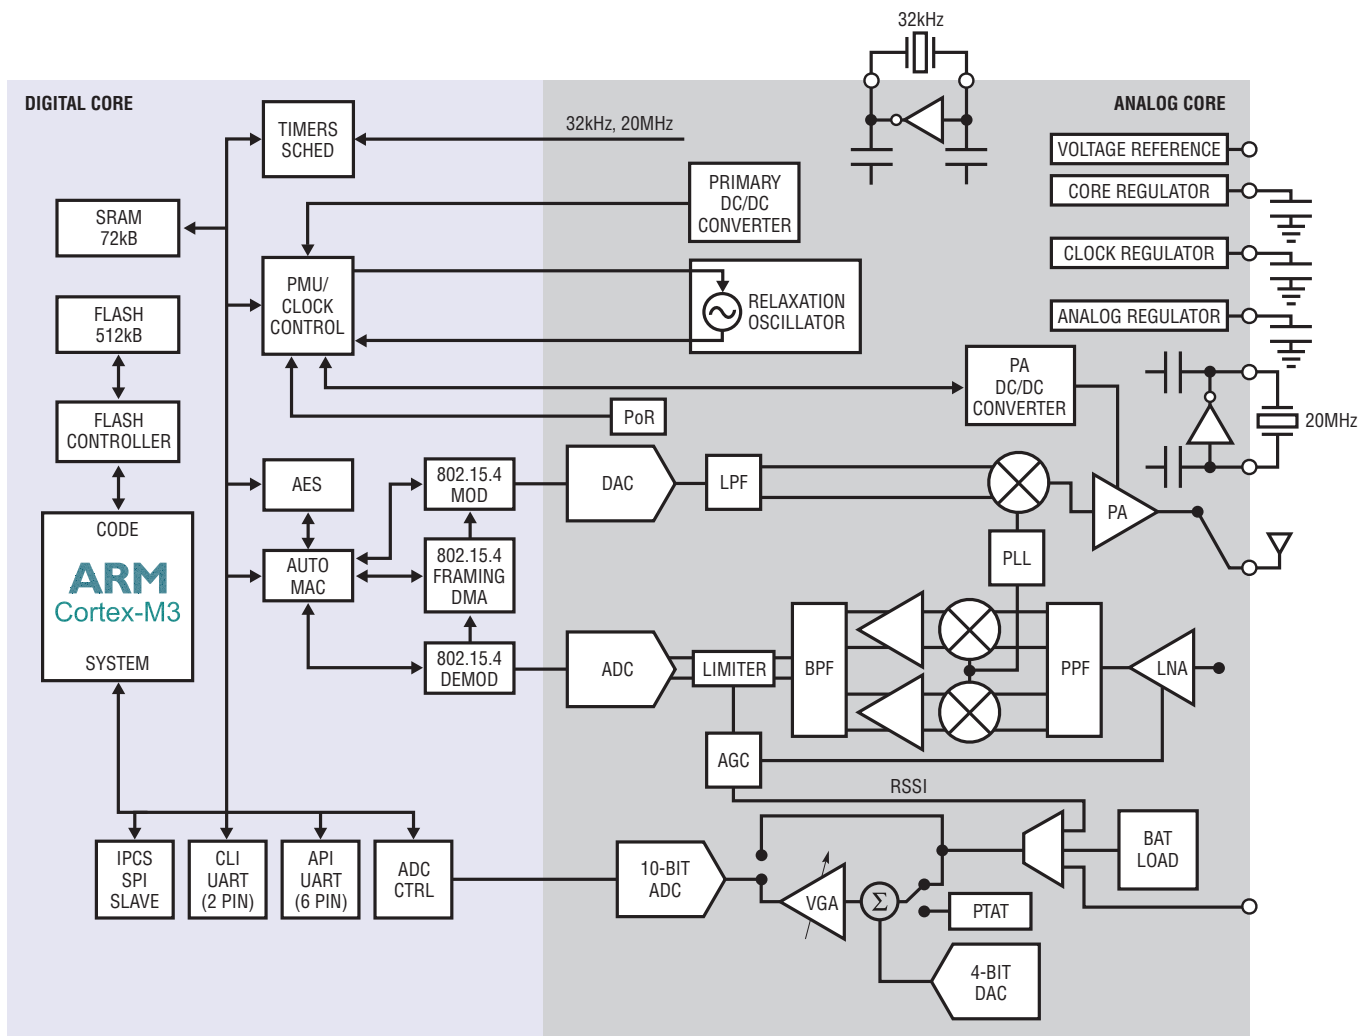 32kHz
DIGITAL CORE
ANALOG CORE
TIMERS
SCHED
32kHz, 20MHz
VOLTAGE REFERENCE
PRIMARY
DC/DC
CONVERTER
CORE REGULATOR
SRAM
72kB
CLOCK REGULATOR
PMU/
CLOCK
CONTROL
RELAXATION
OSCILLATOR
ANALOG REGULATOR
FLASH
512kB
PA
DC/DC
CONVERTER
PoR
20MHz
FLASH
CONTROLLER
AES
802.15.4
MOD
DAC
LPF
PA
CODE
ARM
Cortex-M3
SYSTEM
AUTO
MAC
802.15.4
FRAMING
DMA
PLL
802.15.4
DEMOD
ADC
LIMITER
BPF
PPF
LNA
AGC
RSSI
IPCS
SPI
SLAVE
CLI
UART
(2 PIN)
API
UART
(6 PIN)
ADC
CTRL
10-BIT
ADC
VGA
Σ
BAT
LOAD
PTAT
4-BIT
DAC